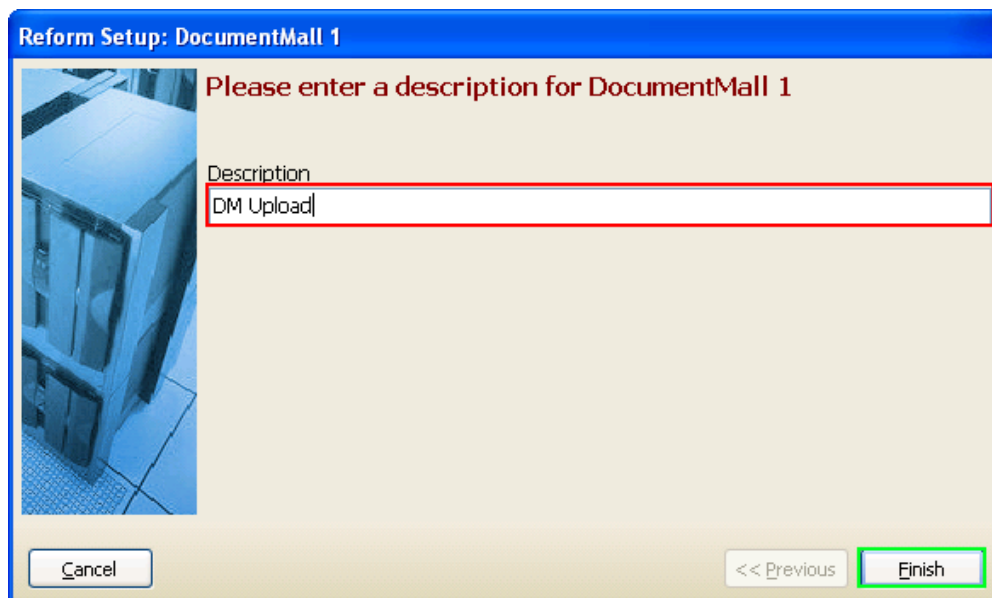 Reform Setup: DocumentMall 1
Please enter a description for DocumentMall 1
Description
DM Upload
Cancel
<< Previous
Finish